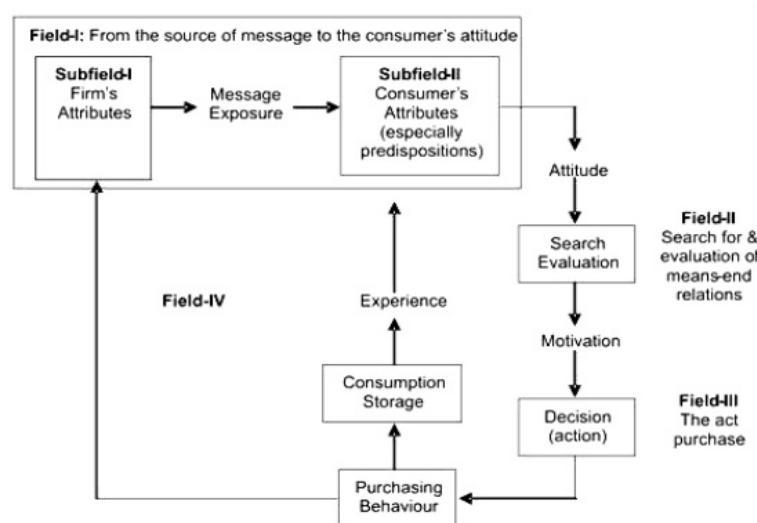 Field-I: From the source of message to the consumer's attitude
Subfield-I
Firm's
Attributes
Message
Exposure
Subfield-II
Consumer's
Attributes
(especially
predispositions)
Attitude
Search
Evaluation
Field-II
Search for &
evaluation of
means-end
relations
Field-IV
Experience
Motivation
Consumption
Storage
Decision
(action)
Field-III
The act
purchase
Purchasing
Behaviour